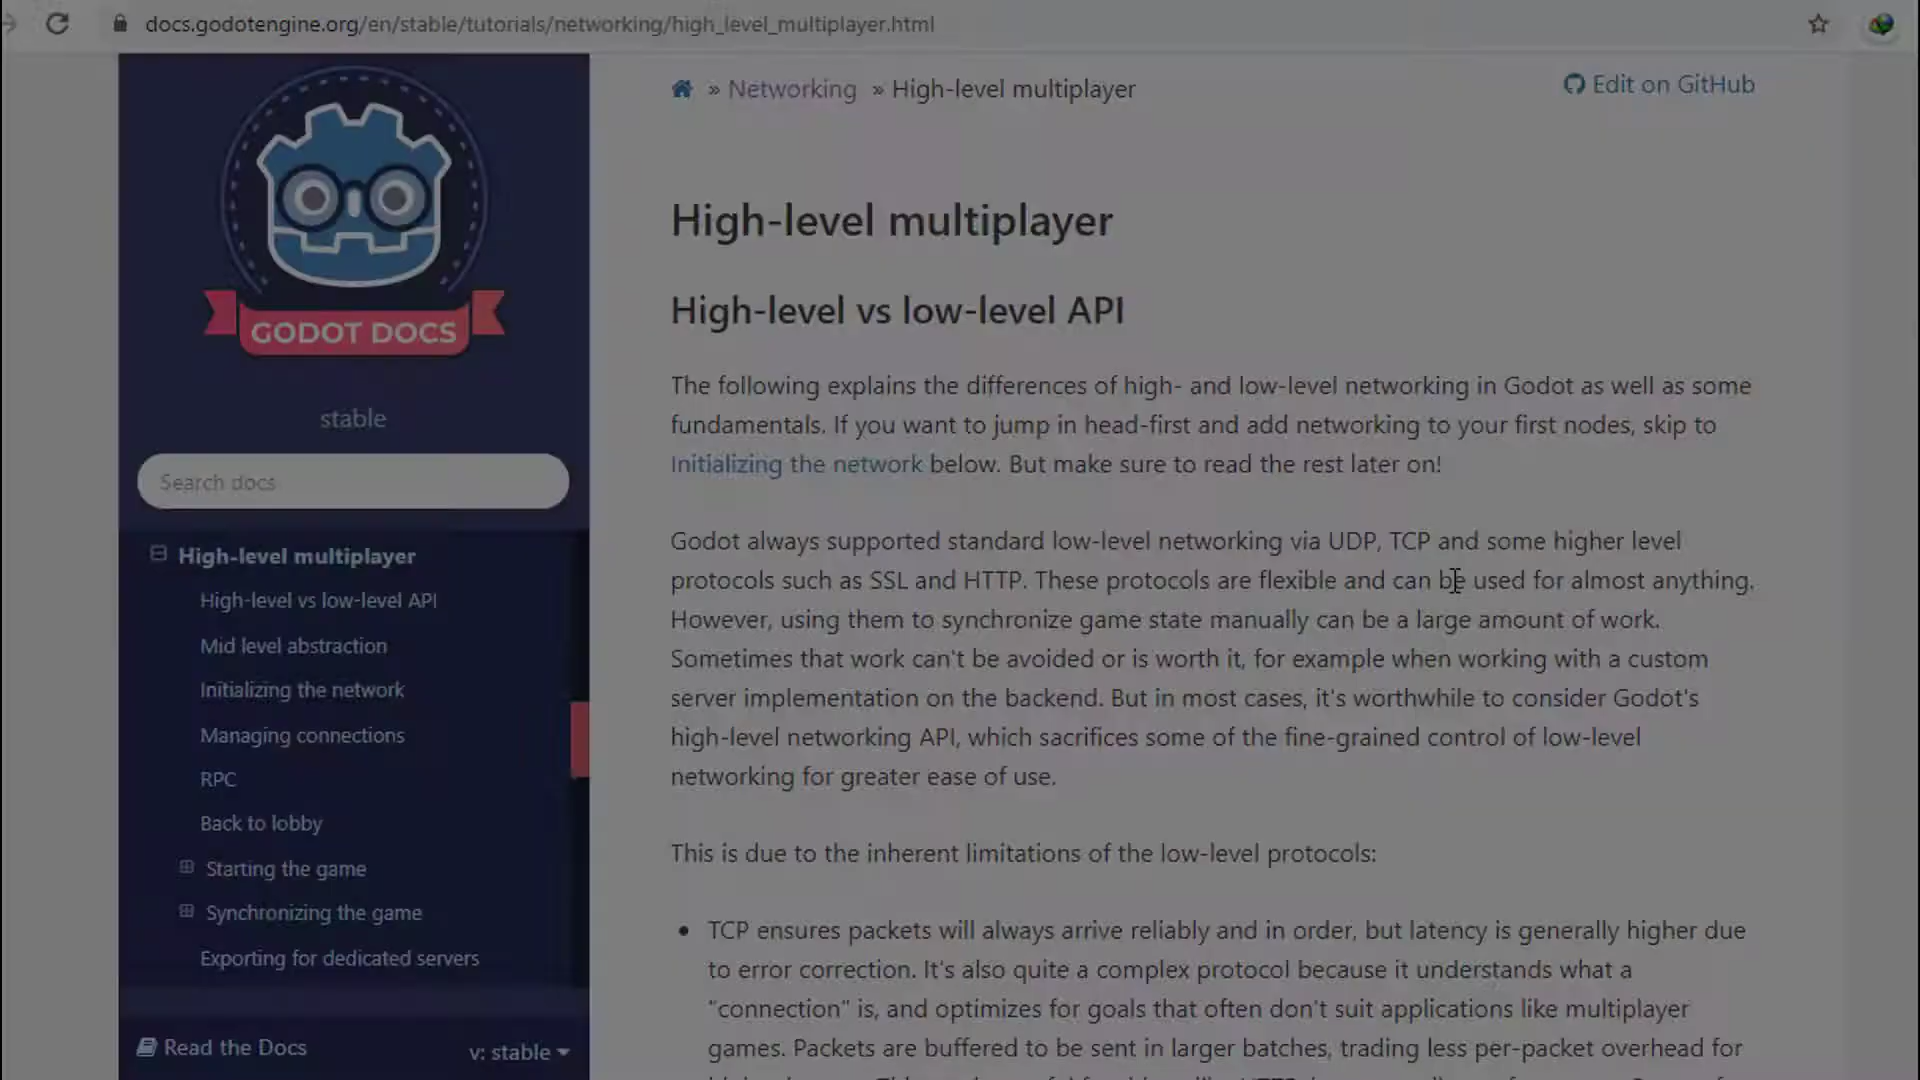 docs.godotengine.org/en/stable/tutorials/networking/high_level_multiplayer.html
GODOT DOCS
stable
Search docs
High-level multiplayer
High-level vs low-level API
Mid level abstraction
Initializing the network
Managing connections
RPC
Back to lobby
Starting the game
Synchronizing the game
Exporting for dedicated servers
Read the Docs
v: stable
» Networking » High-level multiplayer
Edit on GitHub
High-level multiplayer
High-level vs low-level API
The following explains the differences of high- and low-level networking in Godot as well as some
fundamentals. If you want to jump in head-first and add networking to your first nodes, skip to
Initializing the network below. But make sure to read the rest later on!
Godot always supported standard low-level networking via UDP, TCP and some higher level
protocols such as SSL and HTTP. These protocols are flexible and can be used for almost anything.
However, using them to synchronize game state manually can be a large amount of work.
Sometimes that work can't be avoided or is worth it, for example when working with a custom
server implementation on the backend. But in most cases, it's worthwhile to consider Godot's
high-level networking API, which sacrifices some of the fine-grained control of low-level
networking for greater ease of use.
This is due to the inherent limitations of the low-level protocols:
• TCP ensures packets will always arrive reliably and in order, but latency is generally higher due
to error correction. It's also quite a complex protocol because it understands what a
"connection" is, and optimizes for goals that often don't suit applications like multiplayer
games. Packets are buffered to be sent in larger batches, trading less per-packet overhead for